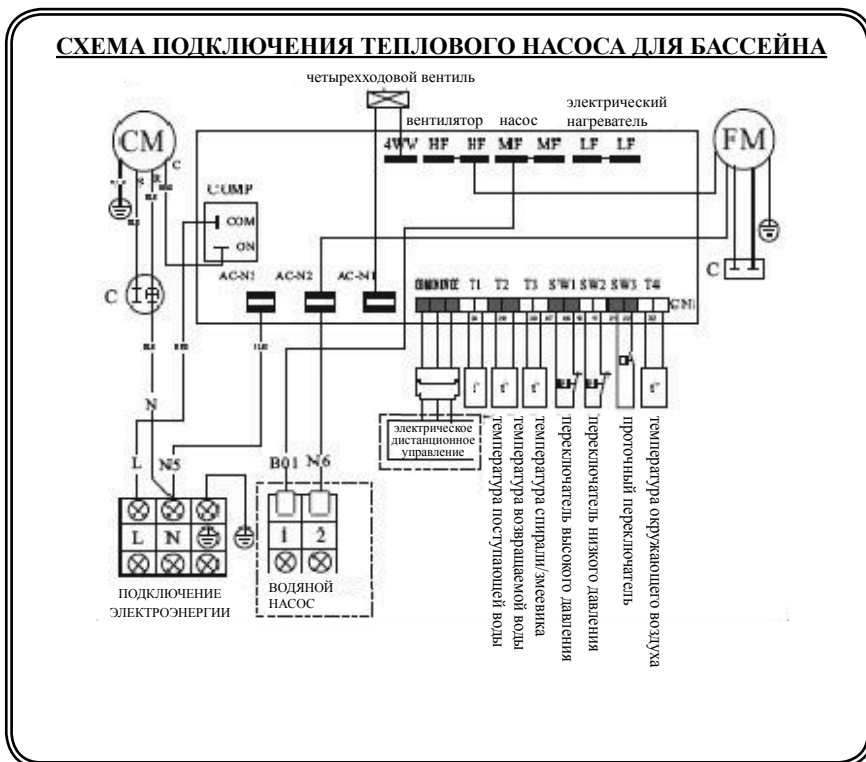 СХЕМА ПОДКЛЮЧЕНИЯ ТЕПЛОВОГО НАСОСА ДЛЯ БАССЕЙНА
четырехходовой вентиль
вентилятор насос электрический
нагреватель
CM
FM
4WW HF HF MF MF LF LF
C
S R
COMP
COM
ON
AC-N1 AC-N2 AC-N1
T1 T2 T3 SW1 SW2 SW3 T4
C
C
N
L N5
B01 N6
электрическое
дистанционное
управление
L N
1 2
ПОДКЛЮЧЕНИЕ
ЭЛЕКТРОЭНЕРГИИ
ВОДЯНОЙ
НАСОС
температура поступающей воды
температура возвращаемой воды
температура спирали/змеевика
переключатель высокого давления
переключатель низкого давления
проточный переключатель
температура окружающего воздуха